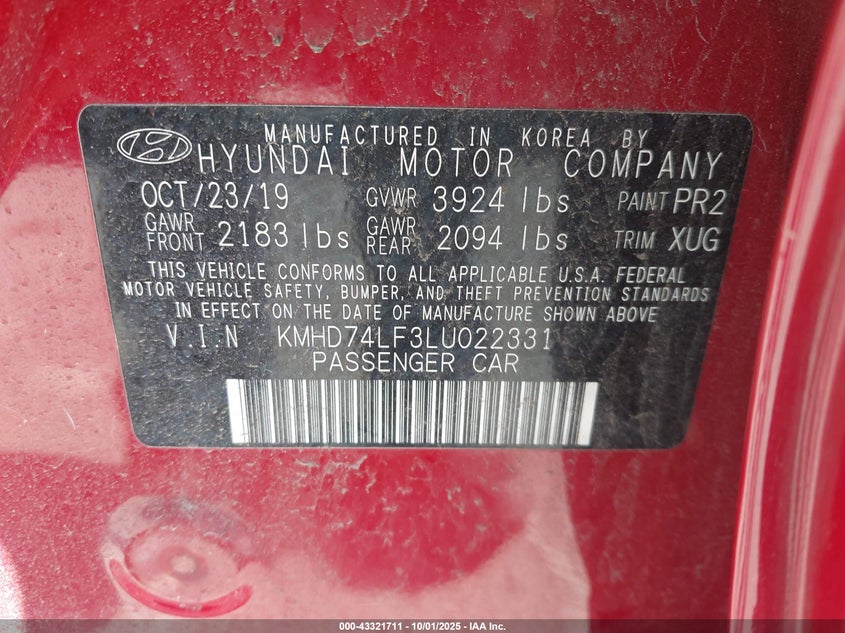 MANUFACTURED IN KOREA BY
HYUNDAI MOTOR COMPANY
OCT/23/19 GVWR 3924 lbs PAINT PR2
GAWR FRONT 2183 lbs GAWR REAR 2094 lbs TRIM XUG
THIS VEHICLE CONFORMS TO ALL APPLICABLE U.S.A. FEDERAL
MOTOR VEHICLE SAFETY, BUMPER, AND THEFT PREVENTION STANDARDS
IN EFFECT ON THE DATE OF MANUFACTURE SHOWN ABOVE
V.I.N KMHD74LF3LU022331
PASSENGER CAR
000-43321711 - 10/01/2025 - IAA Inc.